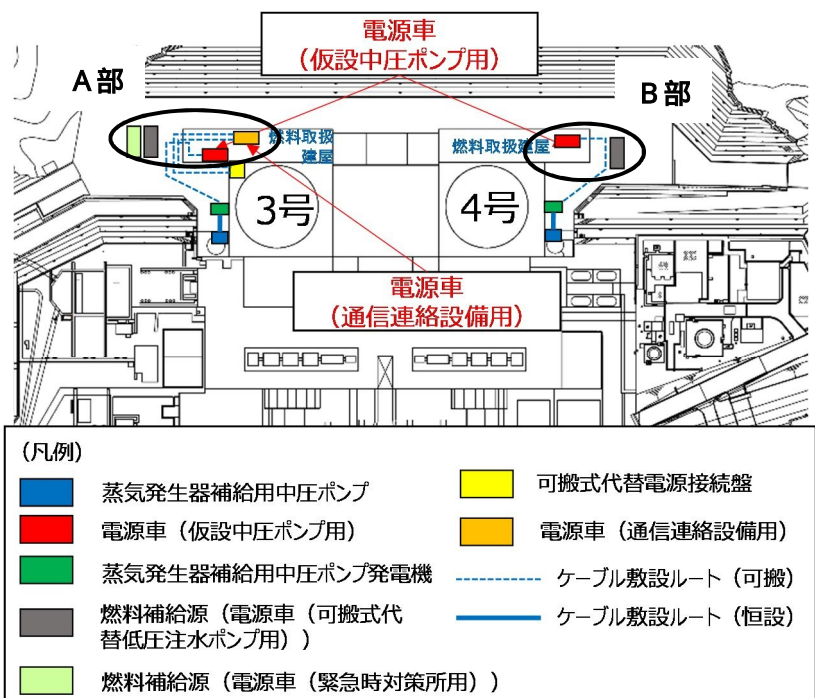 電源車
（仮設中圧ポンプ用）
A部
B部
燃料取扱
建屋
燃料取扱建屋
3号
4号
電源車
（通信連絡設備用）
（凡例）
蒸気発生器補給用中圧ポンプ
電源車（仮設中圧ポンプ用）
蒸気発生器補給用中圧ポンプ発電機
燃料補給源（電源車（可搬式代
替低圧注水ポンプ用））
燃料補給源（電源車（緊急時対策所用））
可搬式代替電源接続盤
電源車（通信連絡設備用）
ケーブル敷設ルート（可搬）
ケーブル敷設ルート（恒設）